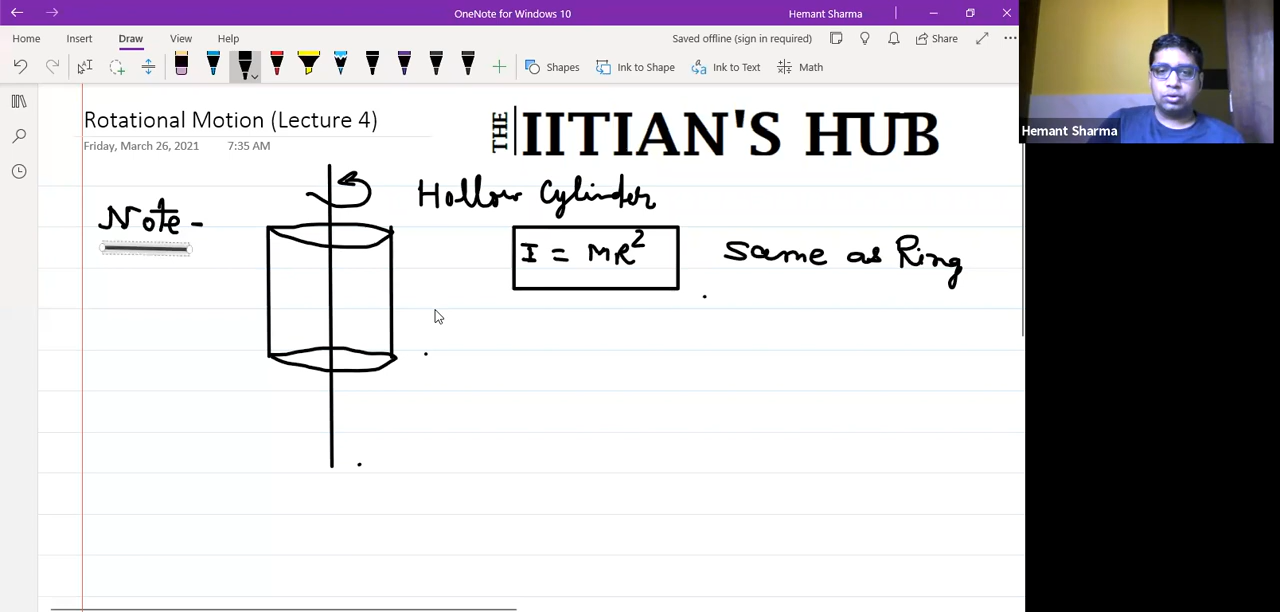 OneNote for Windows 10
Hemant Sharma
Home Insert Draw View Help
Saved offline (sign in required)
Share
Shapes
Ink to Shape
Ink to Text
Math
Hemant Sharma
Rotational Motion (Lecture 4)
Friday, March 26, 2021 7:35 AM
THE IITIAN'S HUB
Note -
Hollow Cylinder
I = MR²
Same as Ring